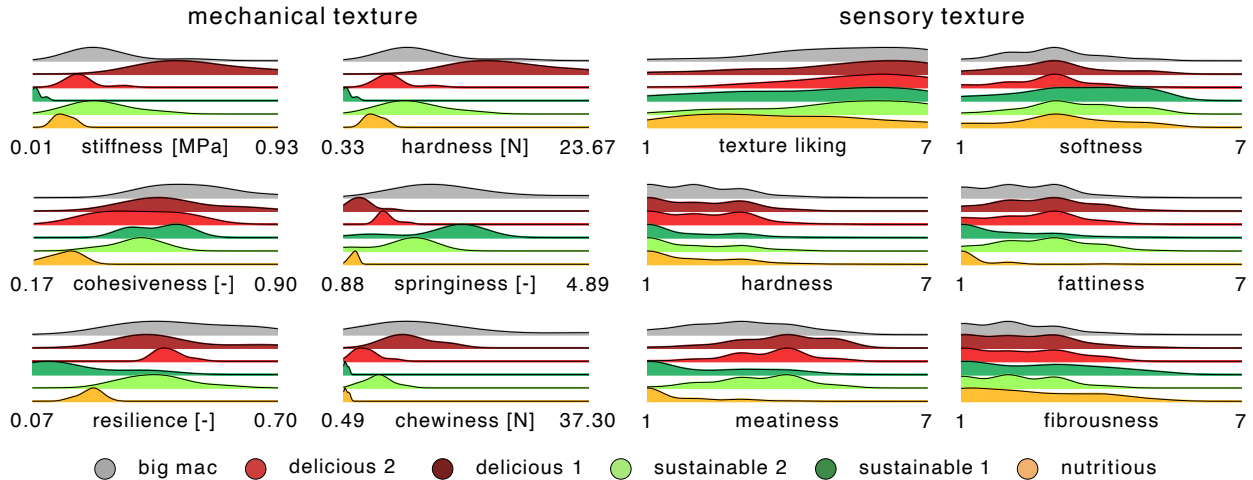 mechanical texture sensory texture
0.01 stiffness [MPa] 0.93 0.33 hardness [N] 23.67 1 texture liking 7 1 softness 7
0.17 cohesiveness [-] 0.90 0.88 springiness [-] 4.89 1 hardness 7 1 fattiness 7
0.07 resilience [-] 0.70 0.49 chewiness [N] 37.30 1 meatiness 7 1 fibrousness 7
big mac delicious 2 delicious 1 sustainable 2 sustainable 1 nutritious